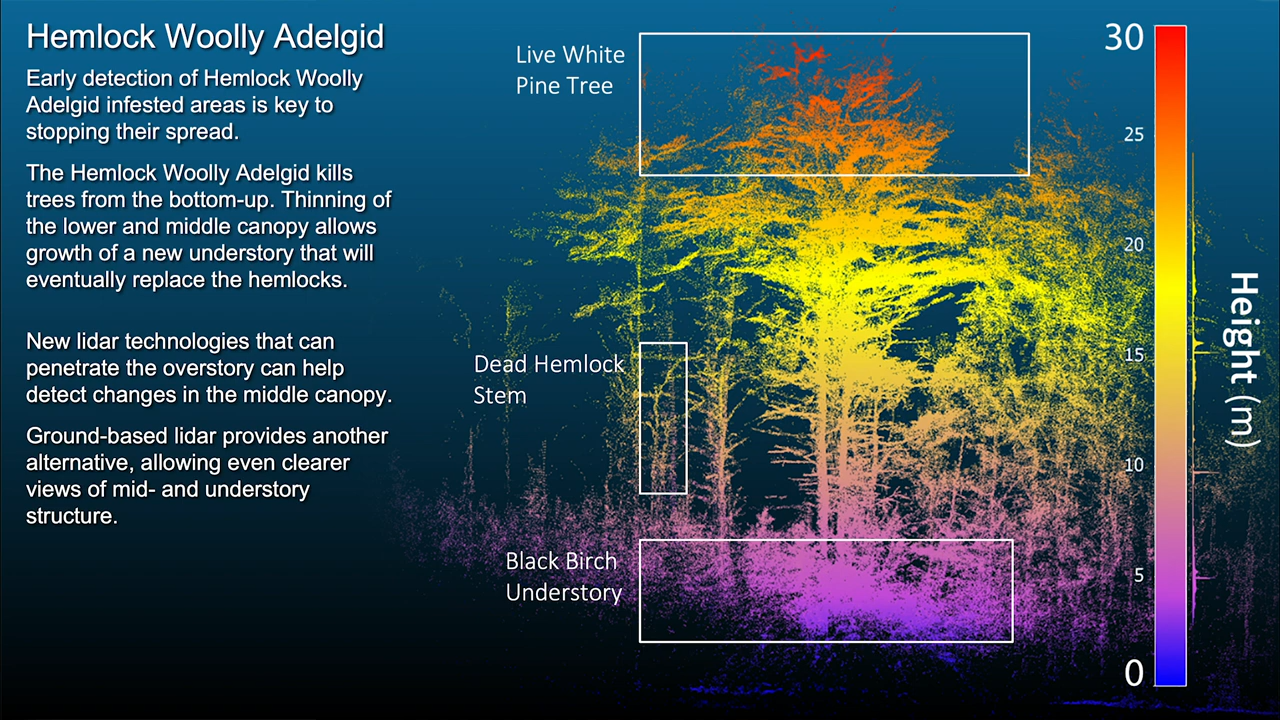 Hemlock Woolly Adelgid
Early detection of Hemlock Woolly
Adelgid infested areas is key to
stopping their spread.
The Hemlock Woolly Adelgid kills
trees from the bottom-up. Thinning of
the lower and middle canopy allows
growth of a new understory that will
eventually replace the hemlocks.
New lidar technologies that can
penetrate the overstory can help
detect changes in the middle canopy.
Ground-based lidar provides another
alternative, allowing even clearer
views of mid- and understory
structure.
Live White
Pine Tree
Dead Hemlock
Stem
Black Birch
Understory
30
25
20
15
10
5
0
Height (m)